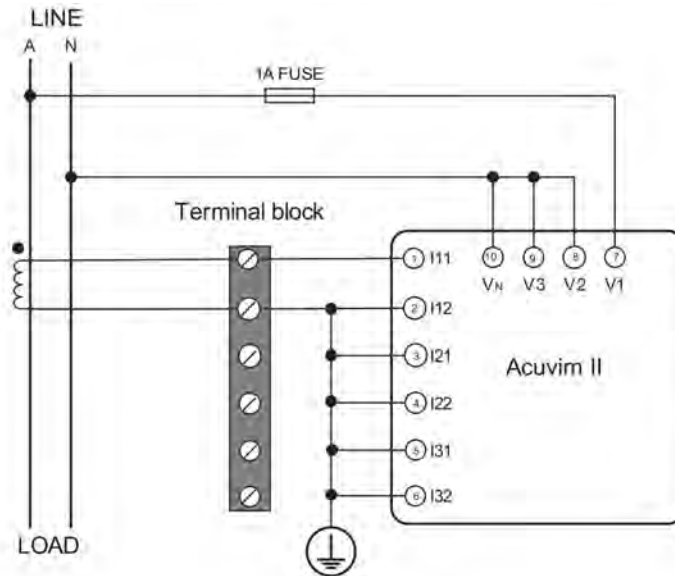 LINE
A N
1A FUSE
Terminal block
1 I11
10 9 8 7
VN V3 V2 V1
2 I12
3 I21
Acuvim II
4 I22
5 I31
6 I32
LOAD